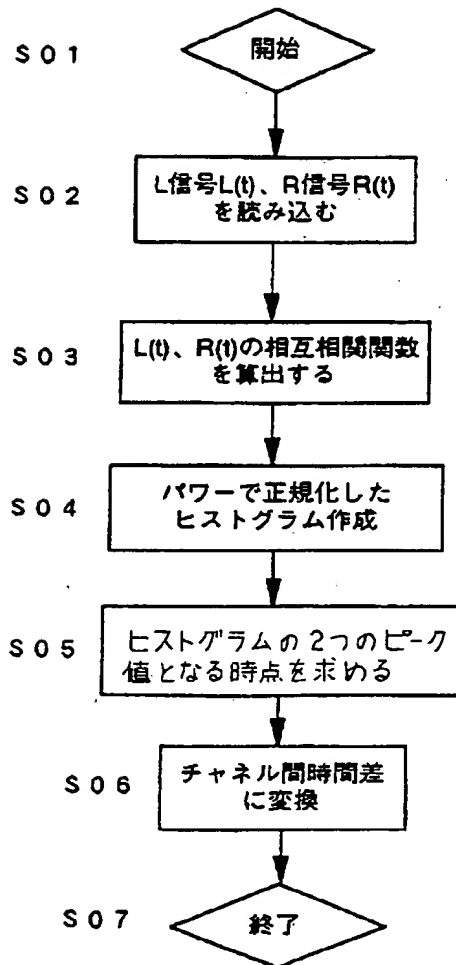 S01
開始
S02
L信号L(t)、R信号R(t)
を読み込む
S03
L(t)、R(t)の相互相関関数
を算出する
S04
パワーで正規化した
ヒストグラム作成
S05
ヒストグラムの2つのピーク
値となる時点を求める
S06
チャネル間時間差
に変換
S07
終了